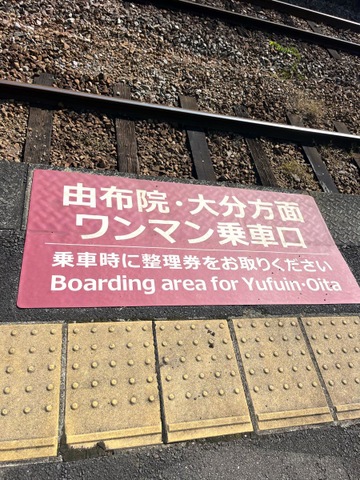 由布院・大分方面
ワンマン乗車口
乗車時に整理券をお取りください
Boarding area for Yufuin・Oita